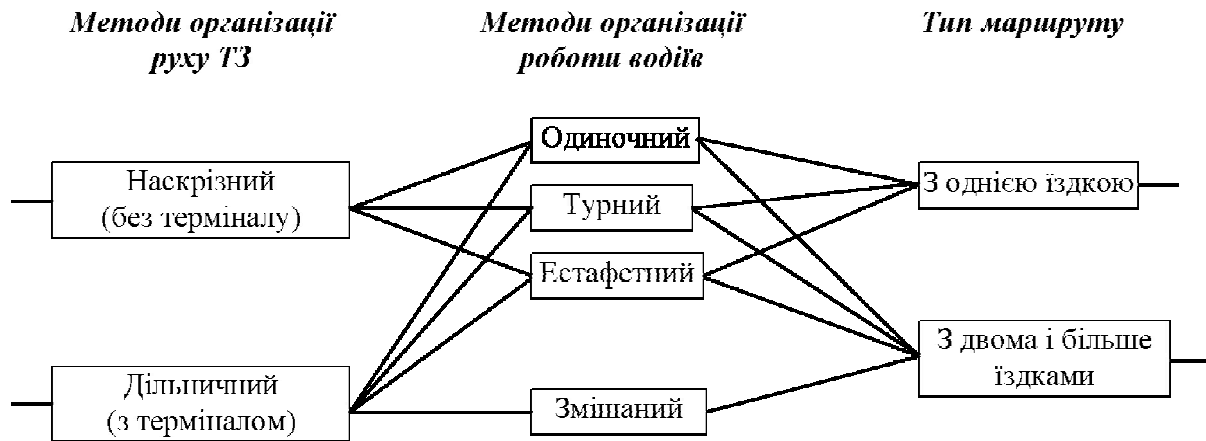 Методи організації
руху ТЗ
Методи організації
роботи водіїв
Тип маршруту
Наскрізний
(без терміналу)
Дільничний
(з терміналом)
Одиночний
Турний
Естафетний
Змішаний
З однією їздкою
З двома і більше
їздками